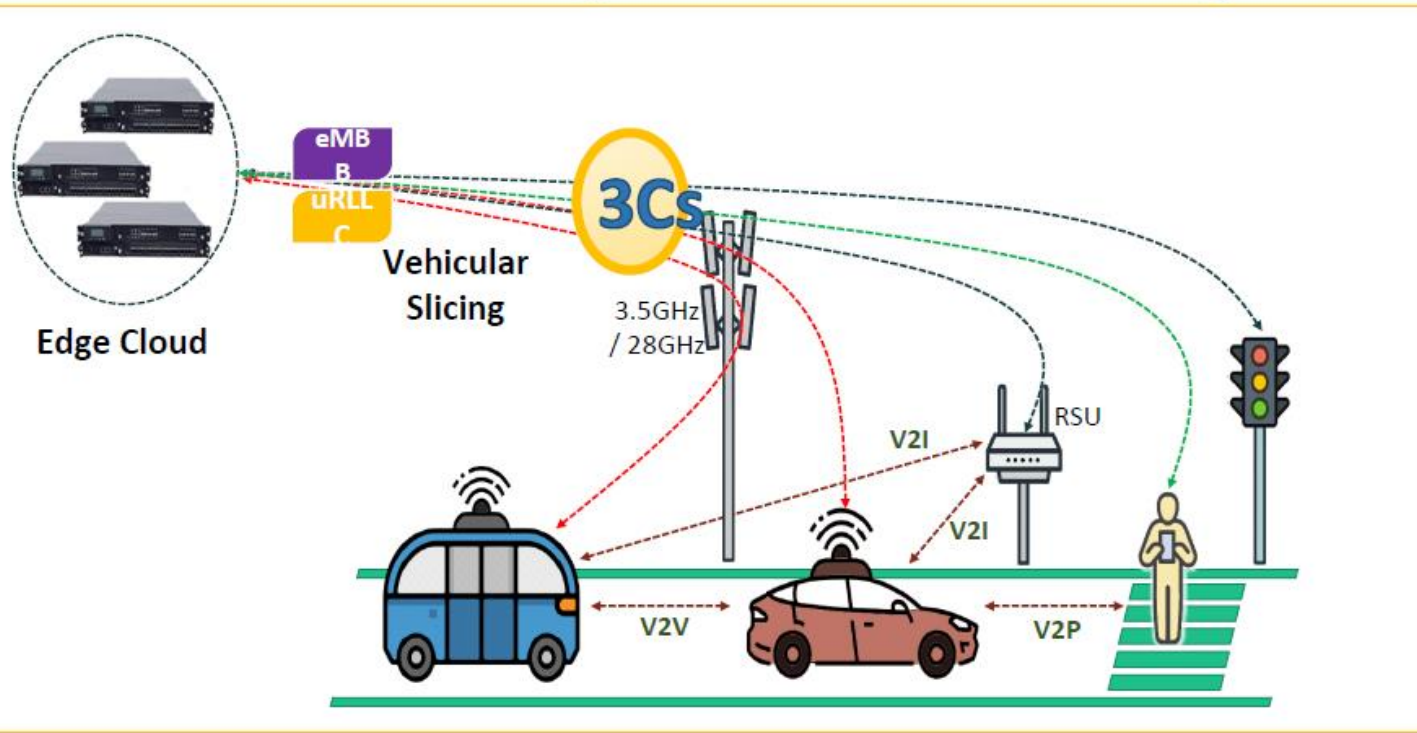 eMB
B
uRLL
C
3Cs
Vehicular
Slicing
Edge Cloud
3.5GHz
/ 28GHz
RSU
V2I
V2I
V2V
V2P